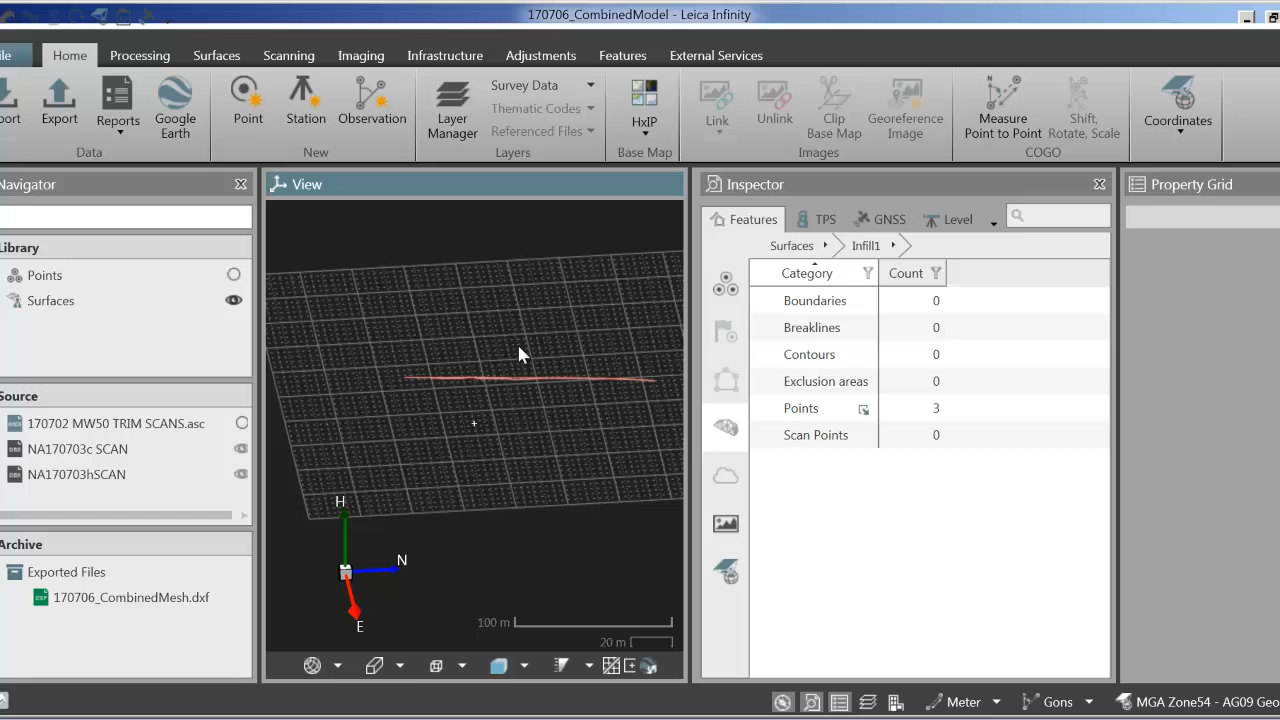 170706_CombinedModel - Leica Infinity
ile Home Processing Surfaces Scanning Imaging Infrastructure Adjustments Features External Services
port Export Reports Google Earth
Data
Point Station Observation
New
Layer Manager
Survey Data
Thematic Codes
Referenced Files
Layers
HxIP
Base Map
Link Unlink Clip Base Map Georeference Image
Images
Measure Point to Point Shift, Rotate, Scale
COGO
Coordinates
Navigator
Library
Points
Surfaces
Source
170702 MW50 TRIM SCANS.asc
NA170703c SCAN
NA170703hSCAN
Archive
Exported Files
170706_CombinedMesh.dxf
View
H
N
E
100 m
20 m
Inspector
Features TPS GNSS Level
Surfaces Infill1
Category Count
Boundaries 0
Breaklines 0
Contours 0
Exclusion areas 0
Points 3
Scan Points 0
Property Grid
Meter Gons MGA Zone54 - AG09 Geo